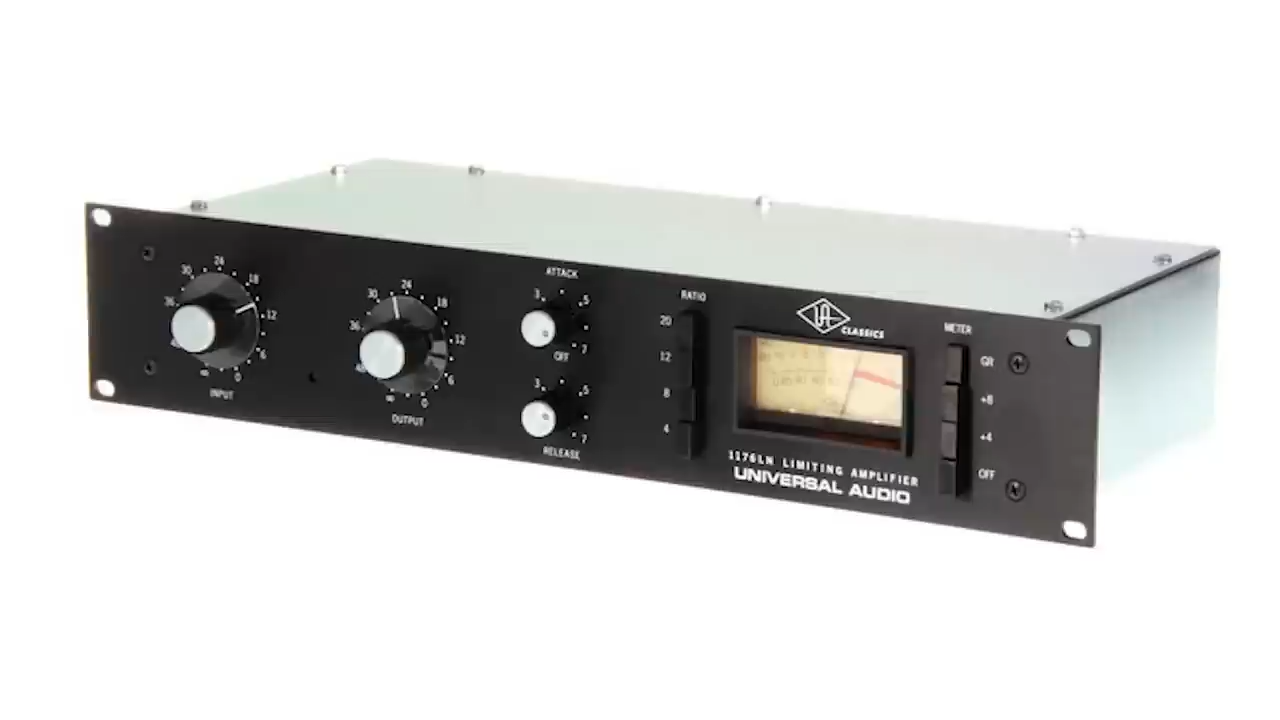 INPUT
36
30
24
18
12
6
0
∞
OUTPUT
36
30
24
18
12
6
0
∞
ATTACK
3
5
7
OFF
3
5
7
RELEASE
RATIO
20
12
8
4
UA
CLASSICS
1176LN LIMITING AMPLIFIER
UNIVERSAL AUDIO
METER
GR
+8
+4
OFF